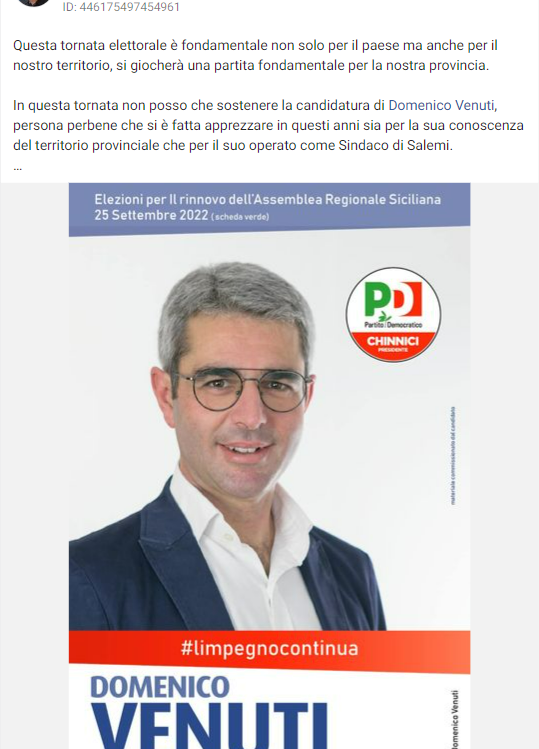 ID: 446175497454961
Questa tornata elettorale è fondamentale non solo per il paese ma anche per il
nostro territorio, si giocherà una partita fondamentale per la nostra provincia.
In questa tornata non posso che sostenere la candidatura di Domenico Venuti,
persona perbene che si è fatta apprezzare in questi anni sia per la sua conoscenza
del territorio provinciale che per il suo operato come Sindaco di Salemi.
...
Elezioni per Il rinnovo dell'Assemblea Regionale Siciliana
25 Settembre 2022 (scheda verde)
PD
Partito Democratico
CHINNICI
PRESIDENTE
materiale commissionato dal candidato
#limpegnocontinua
DOMENICO
VENUTI
Domenico Venuti